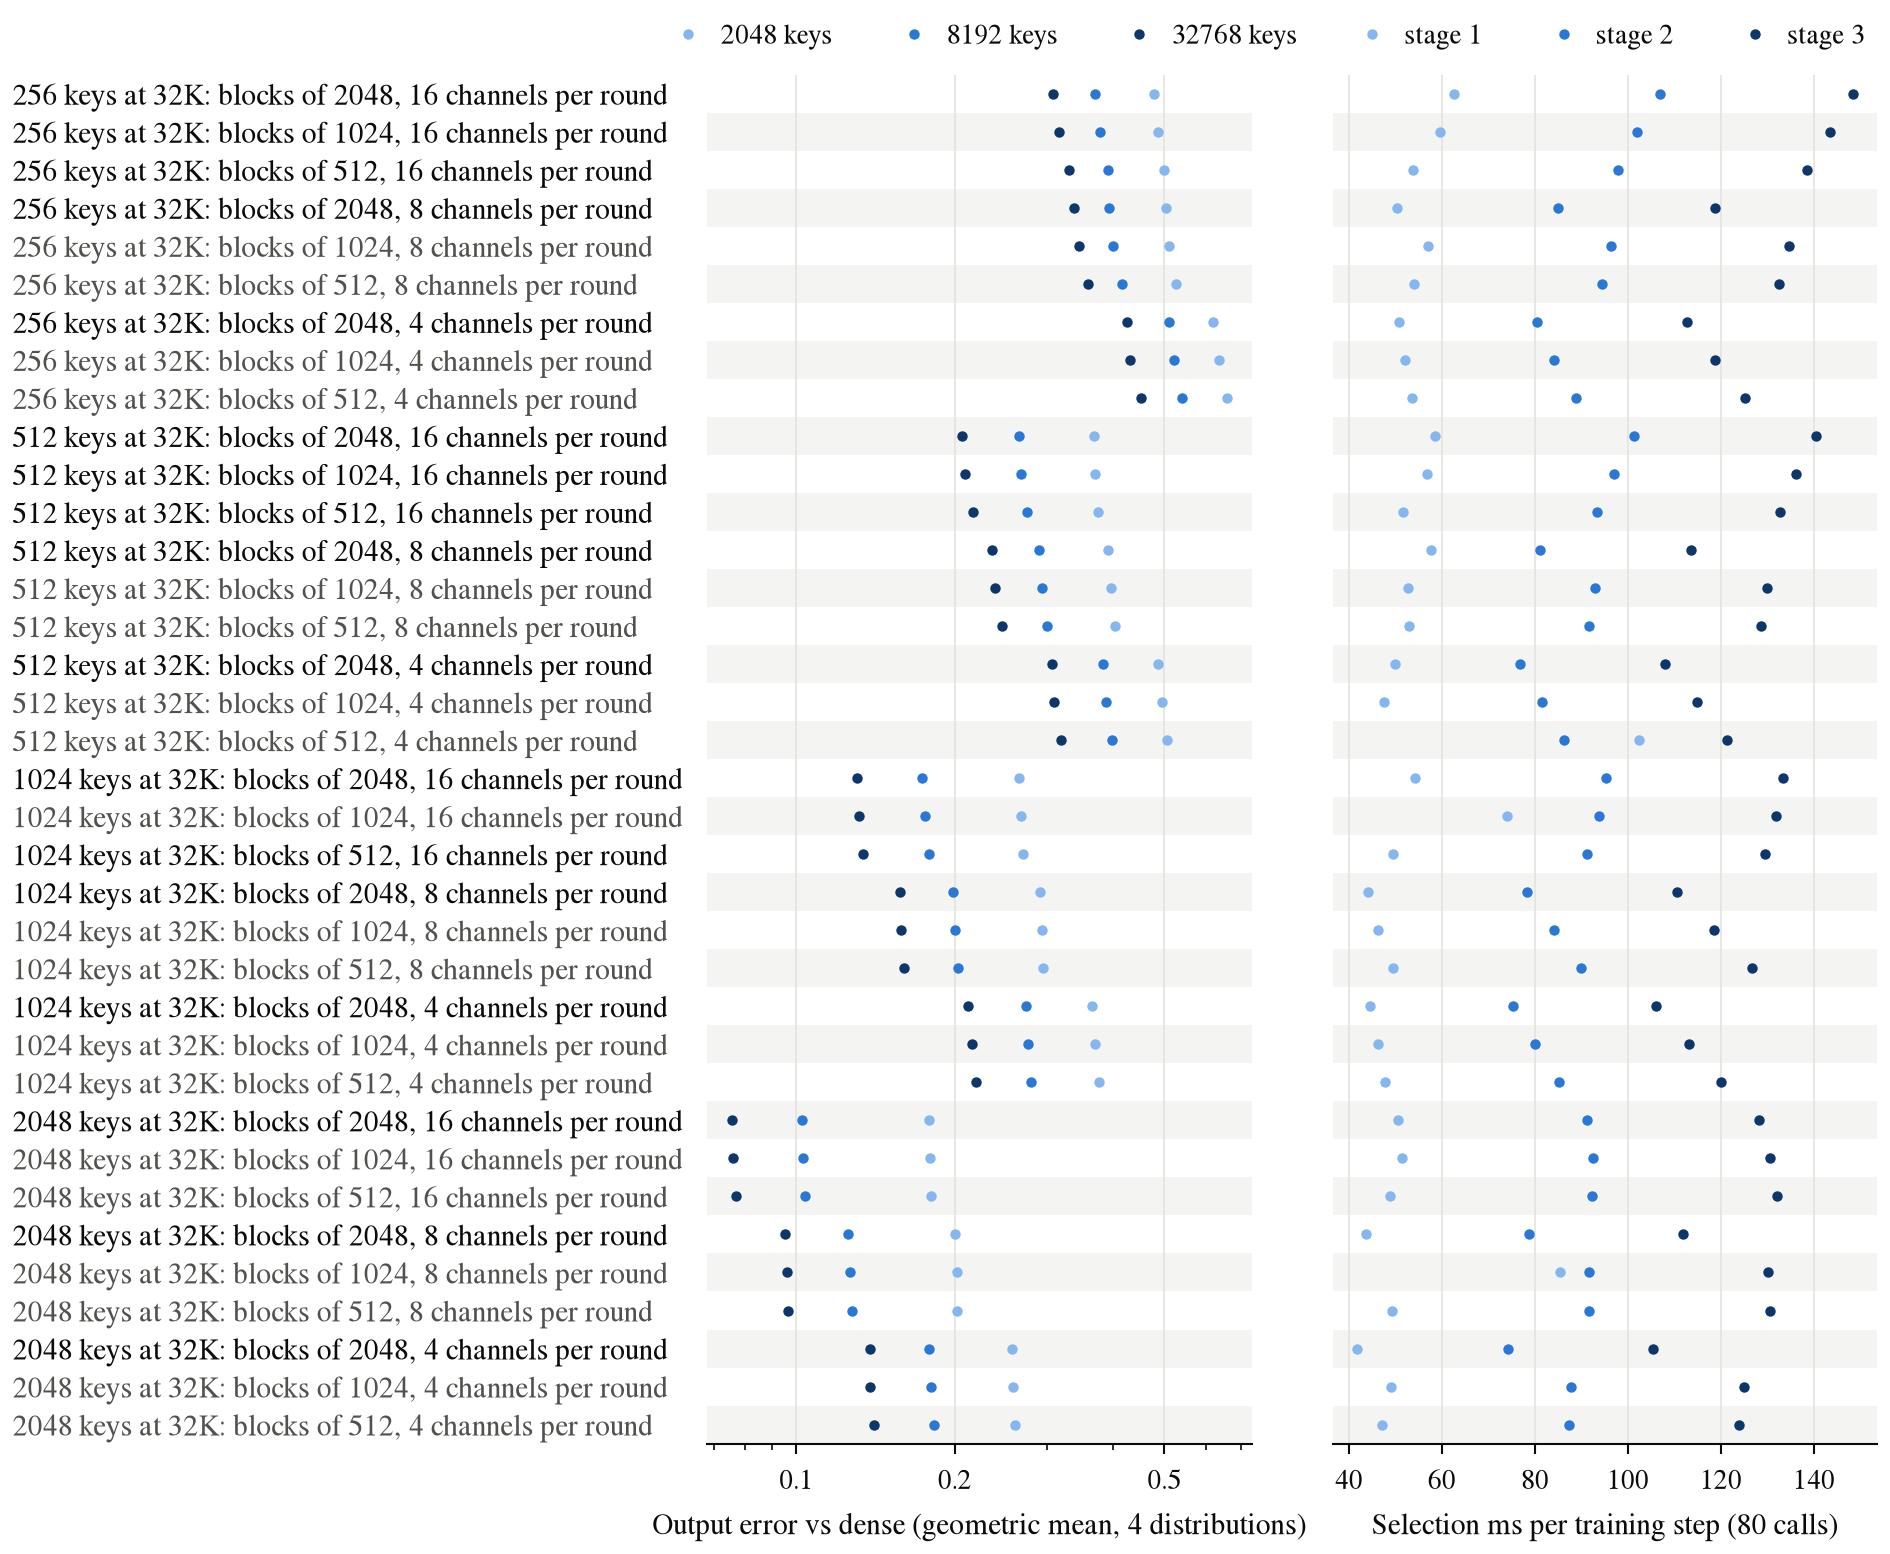 2048 keys 8192 keys 32768 keys stage 1 stage 2 stage 3
256 keys at 32K: blocks of 2048, 16 channels per round
256 keys at 32K: blocks of 1024, 16 channels per round
256 keys at 32K: blocks of 512, 16 channels per round
256 keys at 32K: blocks of 2048, 8 channels per round
256 keys at 32K: blocks of 1024, 8 channels per round
256 keys at 32K: blocks of 512, 8 channels per round
256 keys at 32K: blocks of 2048, 4 channels per round
256 keys at 32K: blocks of 1024, 4 channels per round
256 keys at 32K: blocks of 512, 4 channels per round
512 keys at 32K: blocks of 2048, 16 channels per round
512 keys at 32K: blocks of 1024, 16 channels per round
512 keys at 32K: blocks of 512, 16 channels per round
512 keys at 32K: blocks of 2048, 8 channels per round
512 keys at 32K: blocks of 1024, 8 channels per round
512 keys at 32K: blocks of 512, 8 channels per round
512 keys at 32K: blocks of 2048, 4 channels per round
512 keys at 32K: blocks of 1024, 4 channels per round
512 keys at 32K: blocks of 512, 4 channels per round
1024 keys at 32K: blocks of 2048, 16 channels per round
1024 keys at 32K: blocks of 1024, 16 channels per round
1024 keys at 32K: blocks of 512, 16 channels per round
1024 keys at 32K: blocks of 2048, 8 channels per round
1024 keys at 32K: blocks of 1024, 8 channels per round
1024 keys at 32K: blocks of 512, 8 channels per round
1024 keys at 32K: blocks of 2048, 4 channels per round
1024 keys at 32K: blocks of 1024, 4 channels per round
1024 keys at 32K: blocks of 512, 4 channels per round
2048 keys at 32K: blocks of 2048, 16 channels per round
2048 keys at 32K: blocks of 1024, 16 channels per round
2048 keys at 32K: blocks of 512, 16 channels per round
2048 keys at 32K: blocks of 2048, 8 channels per round
2048 keys at 32K: blocks of 1024, 8 channels per round
2048 keys at 32K: blocks of 512, 8 channels per round
2048 keys at 32K: blocks of 2048, 4 channels per round
2048 keys at 32K: blocks of 1024, 4 channels per round
2048 keys at 32K: blocks of 512, 4 channels per round
0.1 0.2 0.5 40 60 80 100 120 140
Output error vs dense (geometric mean, 4 distributions) Selection ms per training step (80 calls)